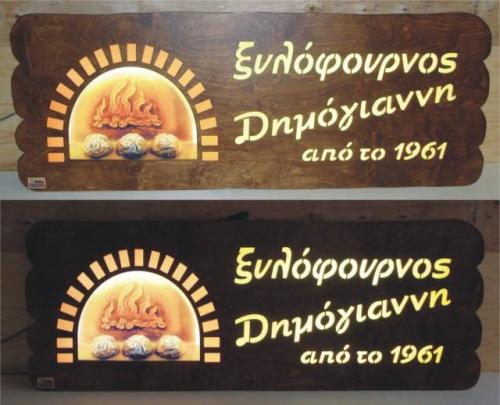 ξυλόφουρνος
Δημόγιαννη
από το 1961
ξυλόφουρνος
Δημόγιαννη
από το 1961